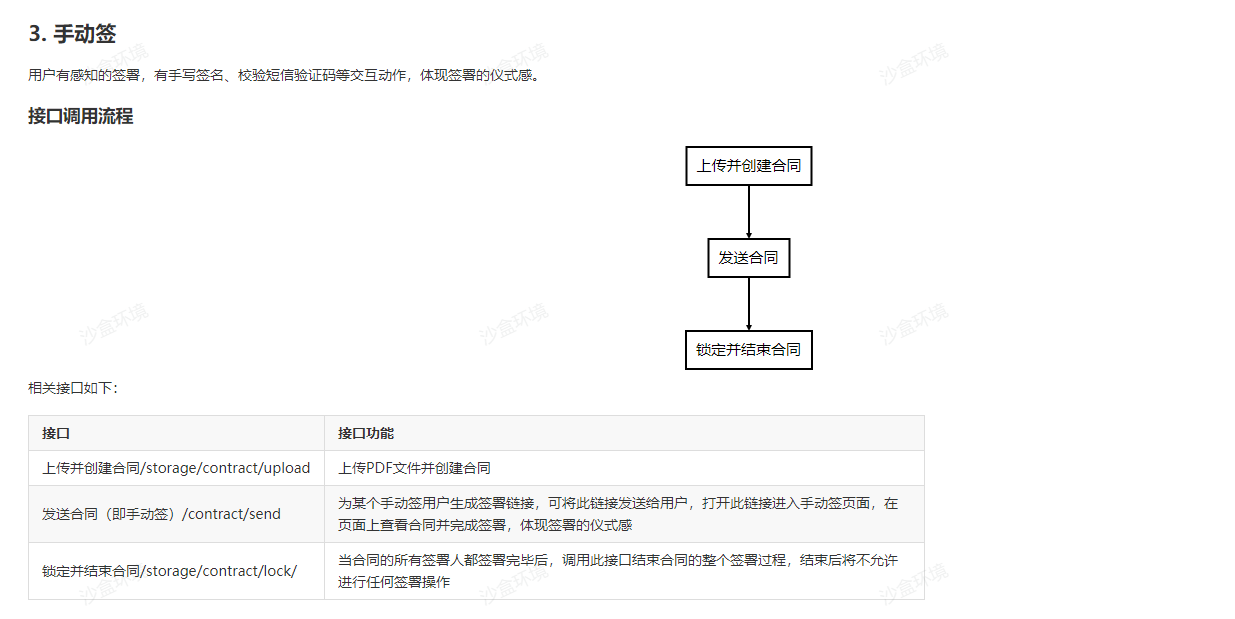 3. 手动签
用户有感知的签署，有手写签名、校验短信验证码等交互动作，体现签署的仪式感。
接口调用流程
上传并创建合同
发送合同
锁定并结束合同
相关接口如下：
接口 接口功能
上传并创建合同/storage/contract/upload 上传PDF文件并创建合同
发送合同（即手动签）/contract/send 为某个手动签用户生成签署链接，可将此链接发送给用户，打开此链接进入手动签页面，在
页面上查看合同并完成签署，体现签署的仪式感
锁定并结束合同/storage/contract/lock/ 当合同的所有签署人都签署完毕后，调用此接口结束合同的整个签署过程，结束后将不允许
进行任何签署操作
沙盒环境
沙盒环境
沙盒环境
沙盒环境
沙盒环境
沙盒环境
沙盒环境
沙盒环境
沙盒环境